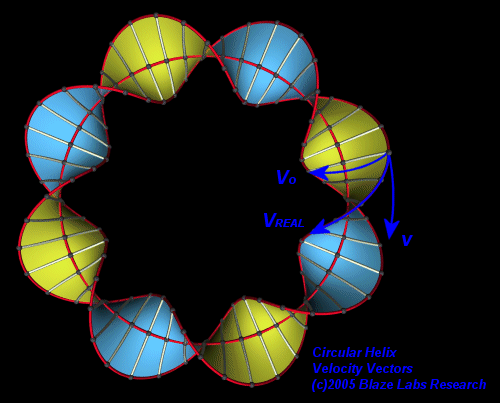 Vo
VREAL
V
Circular Helix
Velocity Vectors
(c)2005 Blaze Labs Research